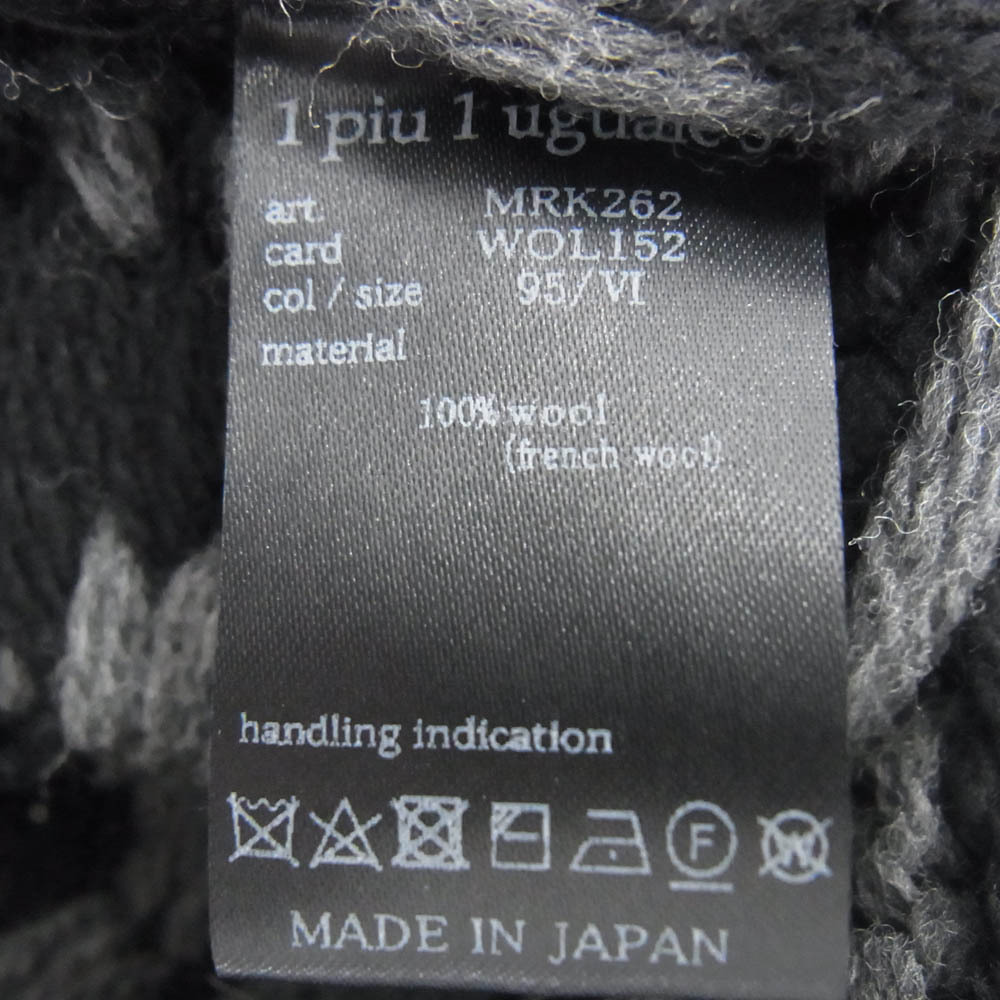 1 piu 1 uguale 3
art. MRK262
card WOL152
col / size 95/VI
material
100% wool
(french wool)
handling indication
F W
MADE IN JAPAN